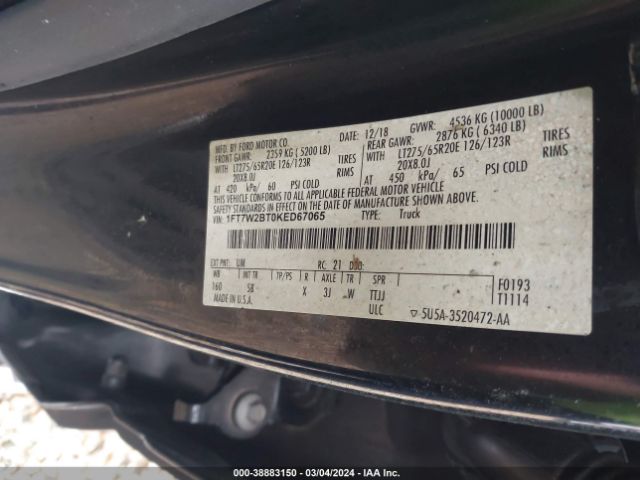 MFD. BY FORD MOTOR CO.
DATE: 12/18 GVWR: 4536 KG (10000 LB)
FRONT GAWR: 2359 KG (5200 LB) REAR GAWR: 2876 KG (6340 LB)
WITH LT275/65R20E 126/123R TIRES WITH LT275/65R20E 126/123R TIRES
20X8.0J RIMS 20X8.0J RIMS
AT 420 kPa/ 60 PSI COLD AT 450 kPa/ 65 PSI COLD
THIS VEHICLE CONFORMS TO ALL APPLICABLE FEDERAL MOTOR VEHICLE
SAFETY STANDARDS IN EFFECT ON THE DATE OF MANUFACTURE SHOWN ABOVE.
VIN: 1FT7W2BT0KED67065 TYPE: Truck
EXT PNT: UM RC: 21 DSO:
WB INT TR TP/PS R AXLE TR SPR F0193
160 SB X 3J W TTJJ T1114
MADE IN U.S.A. ULC ▽ 5U5A-3520472-AA
000-38883150 - 03/04/2024 - IAA Inc.